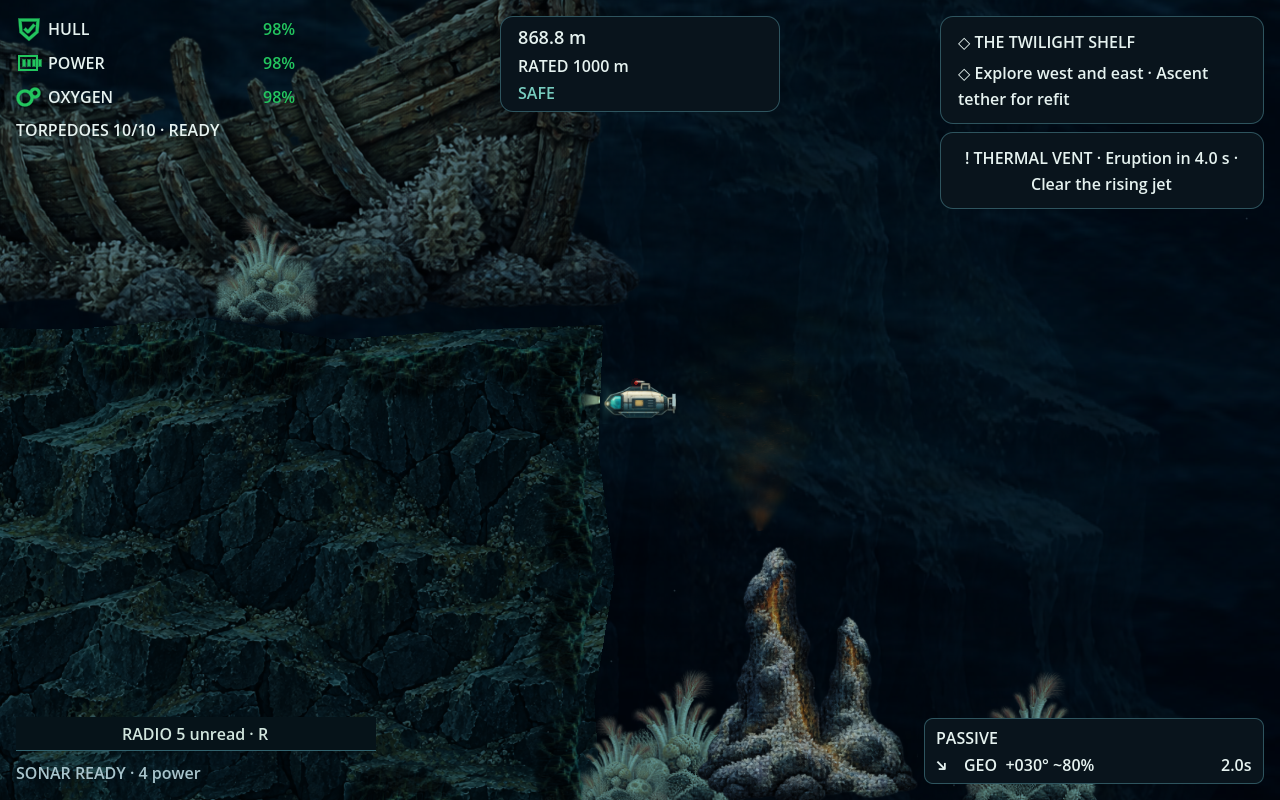 HULL 98%
POWER 98%
OXYGEN 98%
TORPEDOES 10/10 · READY
868.8 m
RATED 1000 m
SAFE
◇ THE TWILIGHT SHELF
◇ Explore west and east · Ascent
tether for refit
! THERMAL VENT · Eruption in 4.0 s ·
Clear the rising jet
RADIO 5 unread · R
SONAR READY · 4 power
PASSIVE
↘ GEO +030° ~80% 2.0s